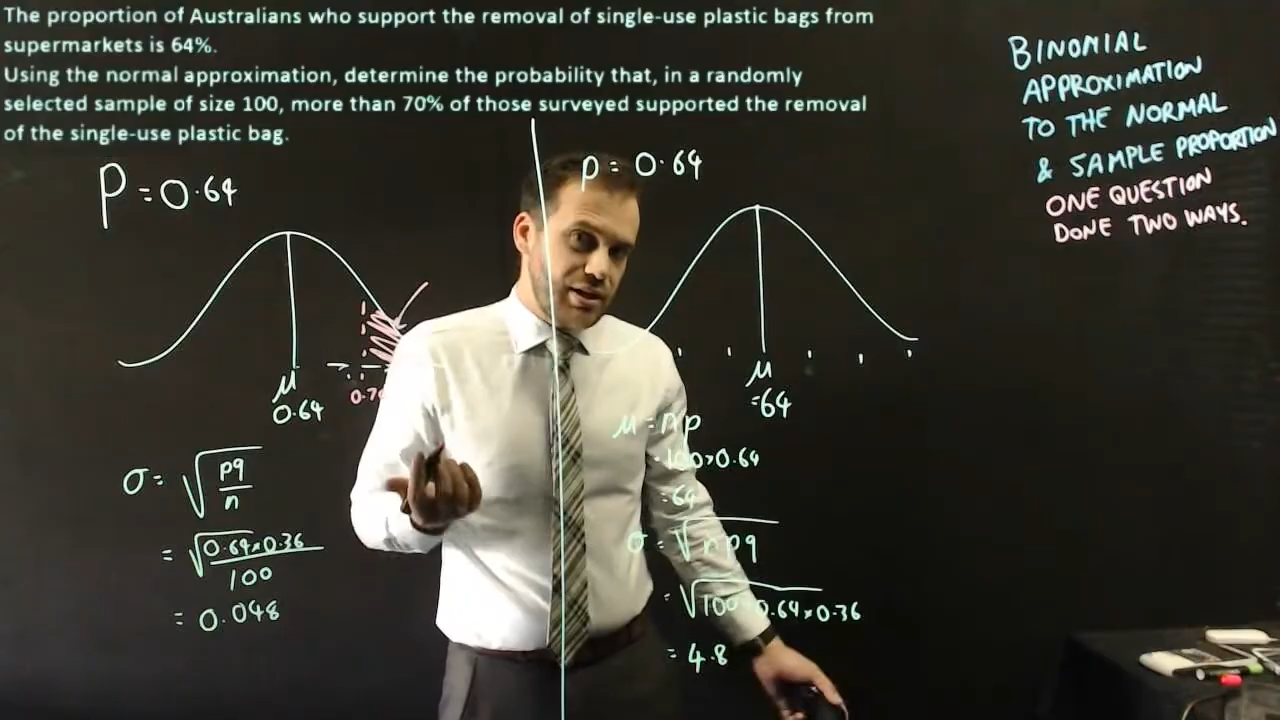 The proportion of Australians who support the removal of single-use plastic bags from
supermarkets is 64%.
Using the normal approximation, determine the probability that, in a randomly
selected sample of size 100, more than 70% of those surveyed supported the removal
of the single-use plastic bag.
BINOMIAL
APPROXIMATION
TO THE NORMAL
& SAMPLE PROPORTION
ONE QUESTION
DONE TWO WAYS.
P = 0.64
μ
0.64
0.70
σ = √(pq/n)
= √(0.64×0.36/100)
= 0.048
p = 0.64
μ
=64
μ = np
= 100×0.64
= 64
σ = √npq
= √100×0.64×0.36
= 4.8